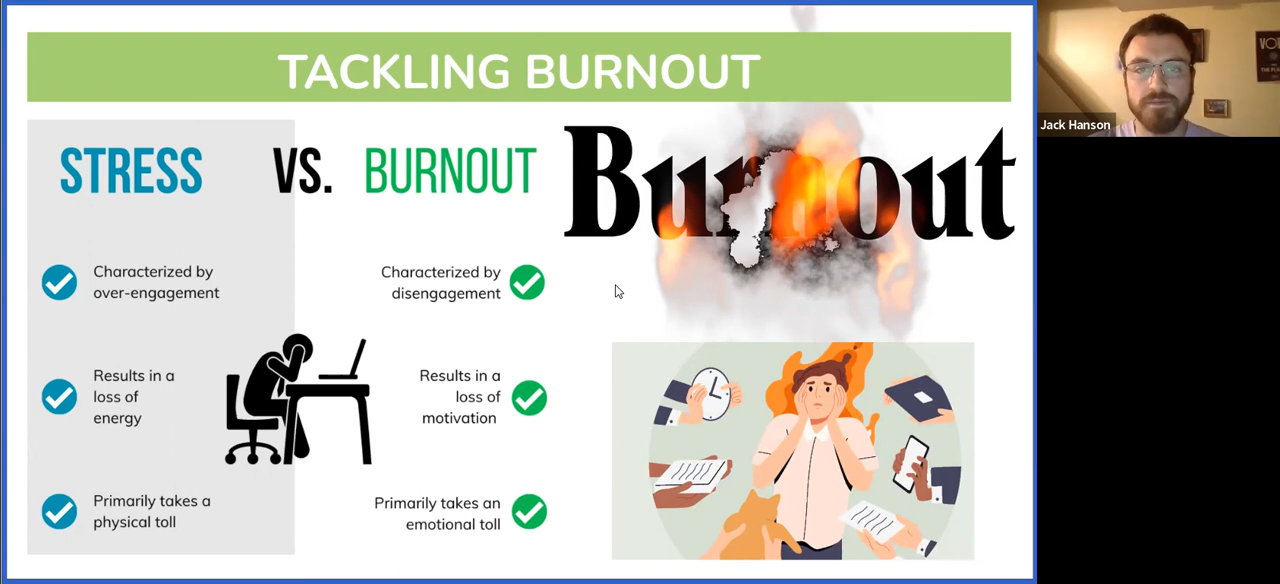 TACKLING BURNOUT
STRESS VS. BURNOUT
Characterized by
over-engagement
Characterized by
disengagement
Results in a
loss of
energy
Results in a
loss of
motivation
Primarily takes a
physical toll
Primarily takes an
emotional toll
Burnout
Jack Hanson